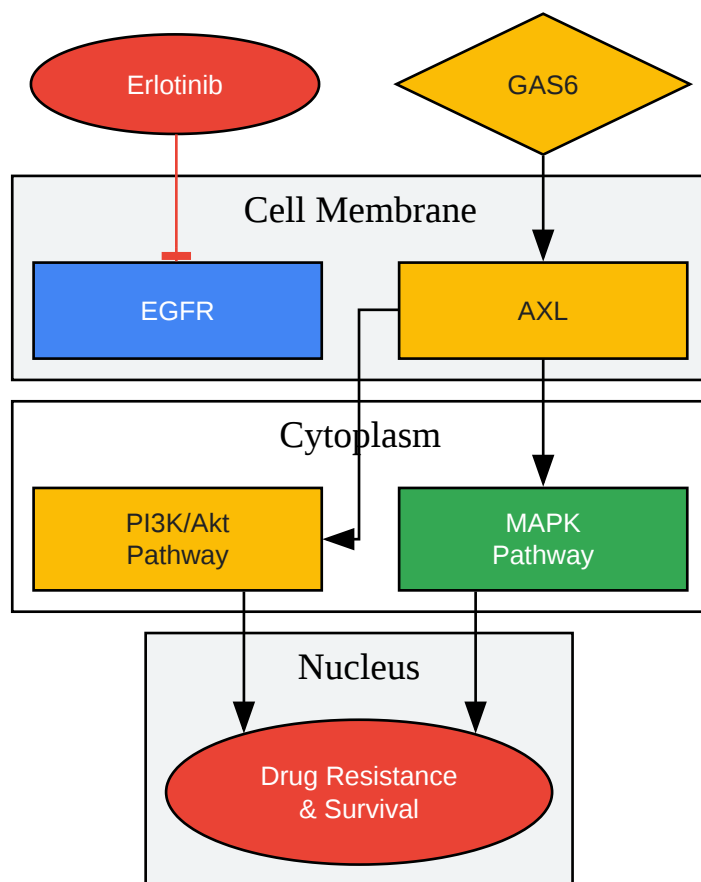 Erlotinib
GAS6
Cell Membrane
EGFR
AXL
Cytoplasm
PI3K/Akt
Pathway
MAPK
Pathway
Nucleus
Drug Resistance
& Survival